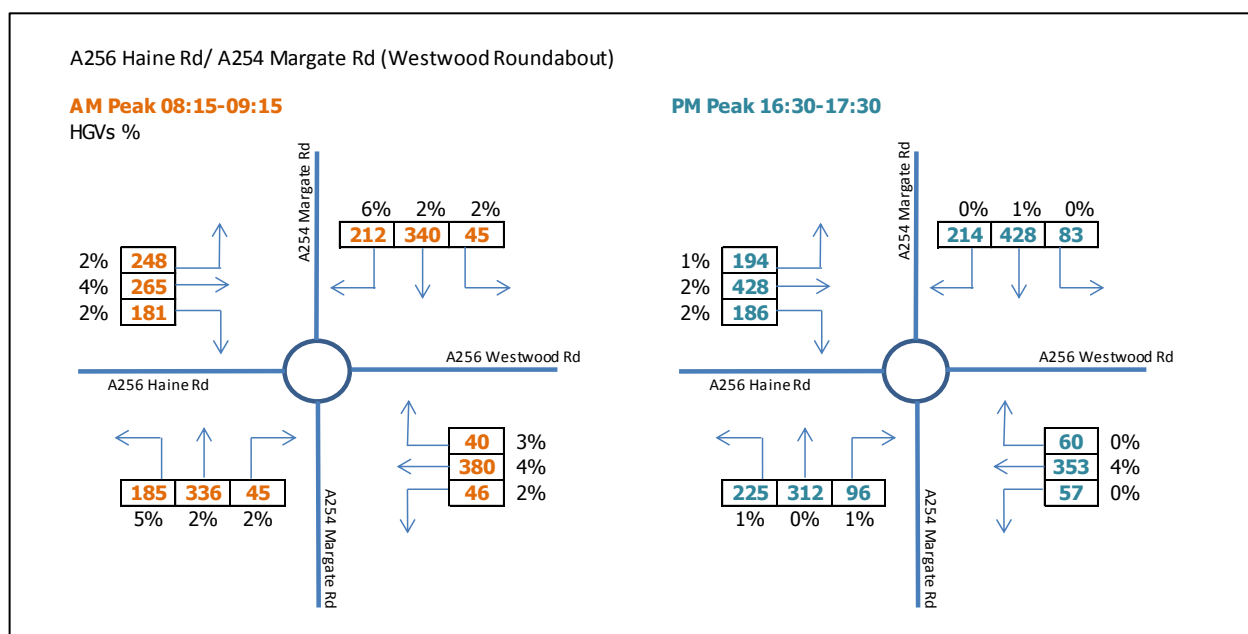 A256 Haine Rd/ A254 Margate Rd (Westwood Roundabout)
AM Peak 08:15-09:15
HGVs %
A254 Margate Rd
6% 2% 2%
212 340 45
2% 248
4% 265
2% 181
A256 Westwood Rd
A256 Haine Rd
40 3%
380 4%
46 2%
185 336 45
5% 2% 2%
A254 Margate Rd
PM Peak 16:30-17:30
A254 Margate Rd
0% 1% 0%
214 428 83
1% 194
2% 428
2% 186
A256 Westwood Rd
A256 Haine Rd
60 0%
353 4%
57 0%
225 312 96
1% 0% 1%
A254 Margate Rd